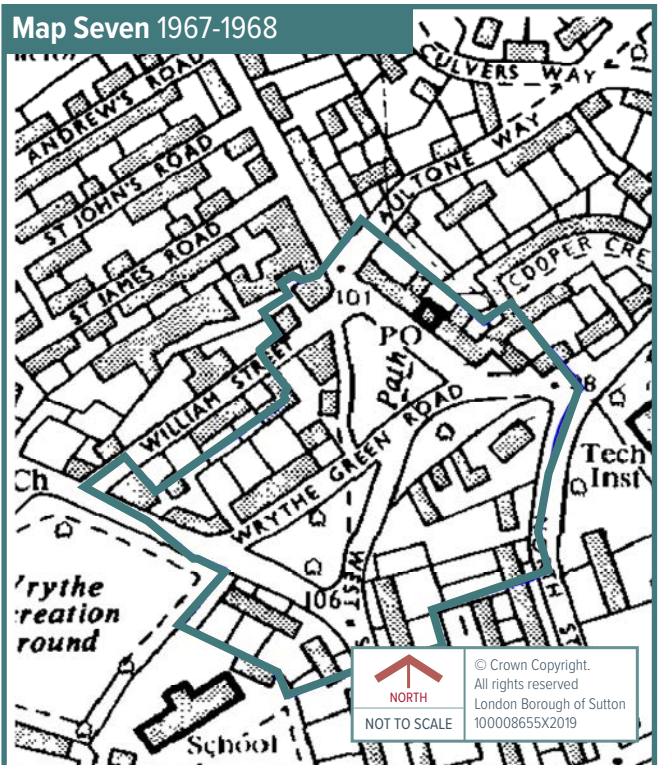 Map Seven 1967-1968
CULVERS WAY
ANDREW'S ROAD
AULTONE WAY
ST JOHN'S ROAD
COOPER CRE
ST JAMES ROAD
101
PO
Path
WILLIAM STREET
WRYTHE GREEN ROAD
Tech
Inst
Ch
WEST S
106
rythe
reation
round
H ST
School
NORTH
NOT TO SCALE
© Crown Copyright.
All rights reserved
London Borough of Sutton
100008655X2019